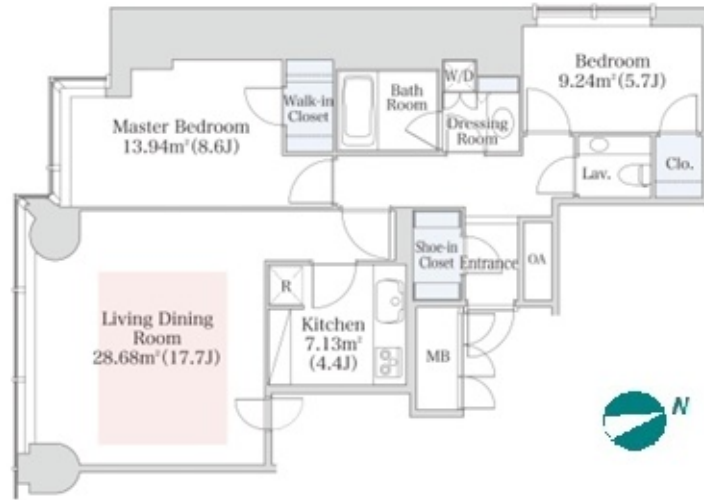 Bedroom
9.24m²(5.7J)
W/D
Bath
Room
Walk-in
Closet
Master Bedroom
13.94m²(8.6J)
Dressing
Room
Lav.
Clo.
Shoe-in
Closet
Entrance
OA
R
Living Dining
Room
28.68m²(17.7J)
Kitchen
7.13m²
(4.4J)
MB
N